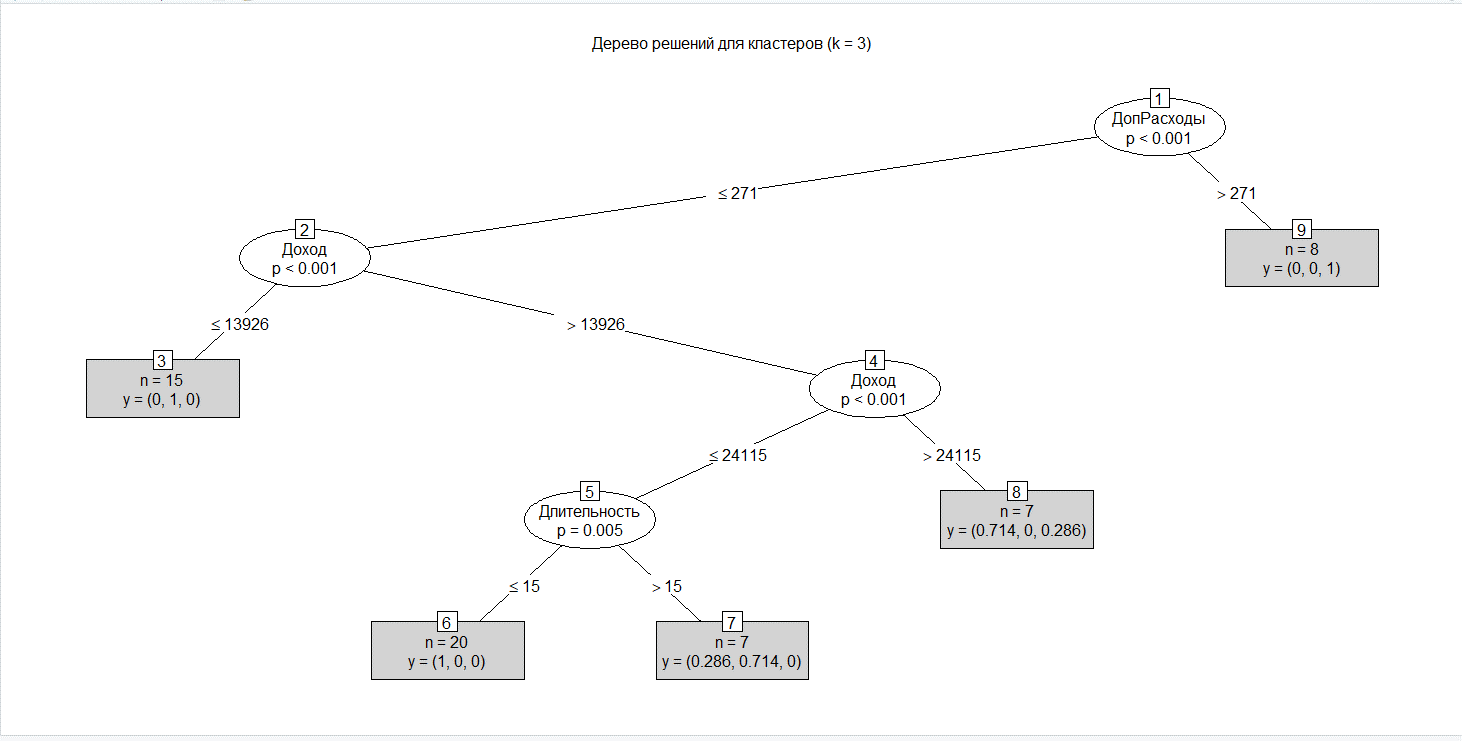 Дерево решений для кластеров (k = 3)
1
ДопРасходы
p < 0.001
≤ 271
> 271
2
Доход
p < 0.001
9
n = 8
y = (0, 0, 1)
≤ 13926
> 13926
3
n = 15
y = (0, 1, 0)
4
Доход
p < 0.001
≤ 24115
> 24115
5
Длительность
p = 0.005
8
n = 7
y = (0.714, 0, 0.286)
≤ 15
> 15
6
n = 20
y = (1, 0, 0)
7
n = 7
y = (0.286, 0.714, 0)